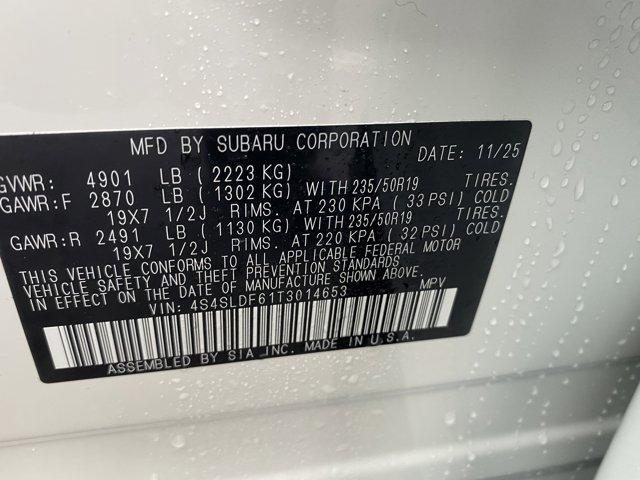 MFD BY SUBARU CORPORATION DATE: 11/25
GVWR: 4901 LB (2223 KG)
GAWR:F 2870 LB (1302 KG) WITH 235/50R19 TIRES.
19X7 1/2J RIMS. AT 230 KPA (33 PSI) COLD
GAWR:R 2491 LB (1130 KG) WITH 235/50R19 TIRES.
19X7 1/2J RIMS. AT 220 KPA (32 PSI) COLD
THIS VEHICLE CONFORMS TO ALL APPLICABLE FEDERAL MOTOR
VEHICLE SAFETY AND THEFT PREVENTION STANDARDS
IN EFFECT ON THE DATE OF MANUFACTURE SHOWN ABOVE.
VIN: 4S4SLDF61T3014653 MPV
ASSEMBLED BY SIA INC. MADE IN U.S.A.